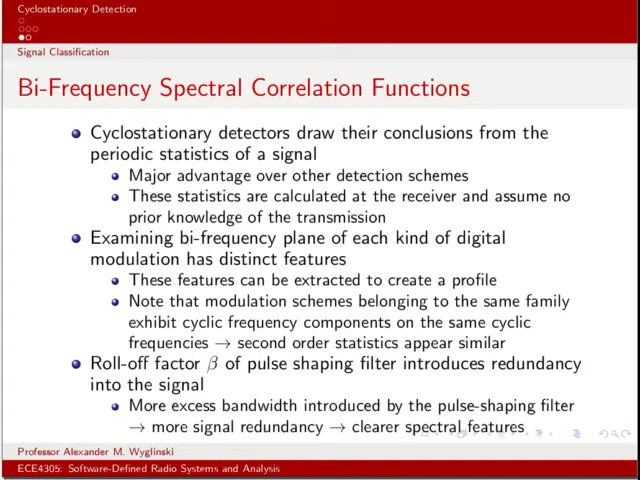 Cyclostationary Detection
Signal Classification
Bi-Frequency Spectral Correlation Functions
Cyclostationary detectors draw their conclusions from the
periodic statistics of a signal
Major advantage over other detection schemes
These statistics are calculated at the receiver and assume no
prior knowledge of the transmission
Examining bi-frequency plane of each kind of digital
modulation has distinct features
These features can be extracted to create a profile
Note that modulation schemes belonging to the same family
exhibit cyclic frequency components on the same cyclic
frequencies → second order statistics appear similar
Roll-off factor β of pulse shaping filter introduces redundancy
into the signal
More excess bandwidth introduced by the pulse-shaping filter
→ more signal redundancy → clearer spectral features
Professor Alexander M. Wyglinski
ECE4305: Software-Defined Radio Systems and Analysis